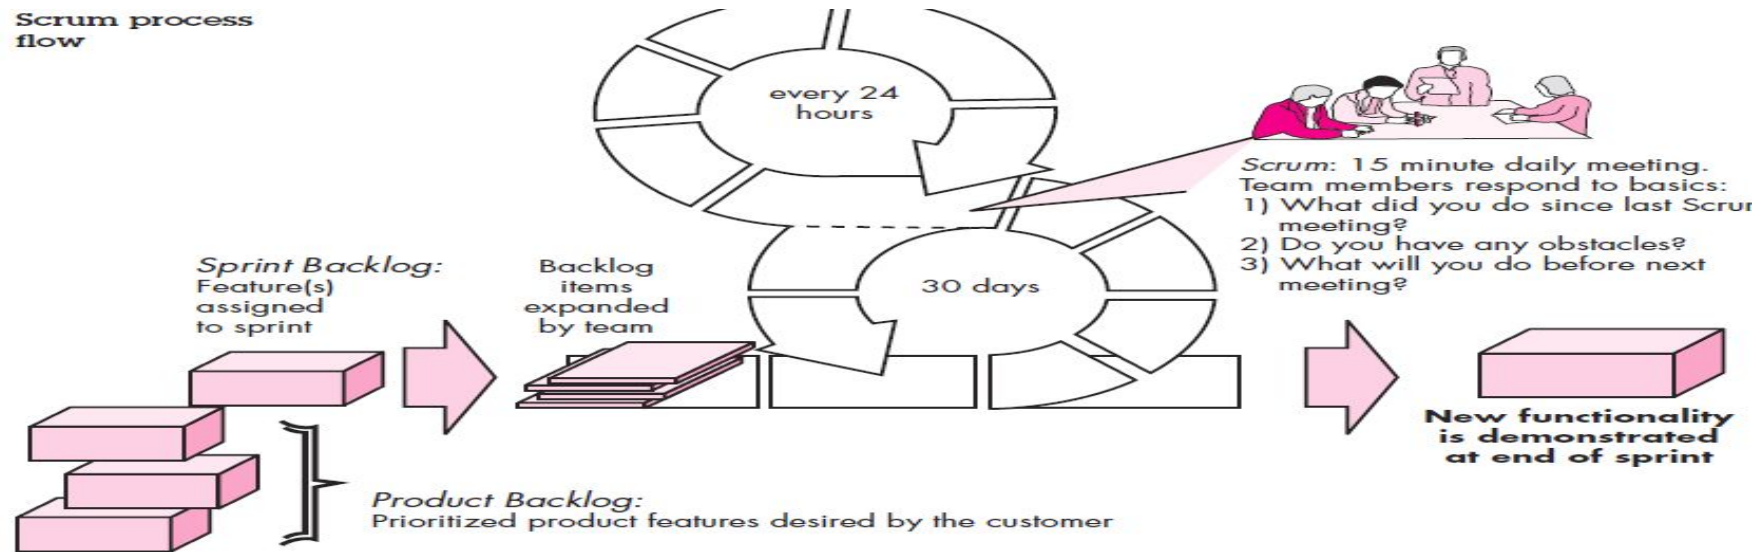 Scrum process
flow
every 24
hours
Scrum: 15 minute daily meeting.
Team members respond to basics:
1) What did you do since last Scrum
meeting?
2) Do you have any obstacles?
3) What will you do before next
meeting?
Sprint Backlog:
Feature(s)
assigned
to sprint
Backlog
items
expanded
by team
30 days
New functionality
is demonstrated
at end of sprint
Product Backlog:
Prioritized product features desired by the customer